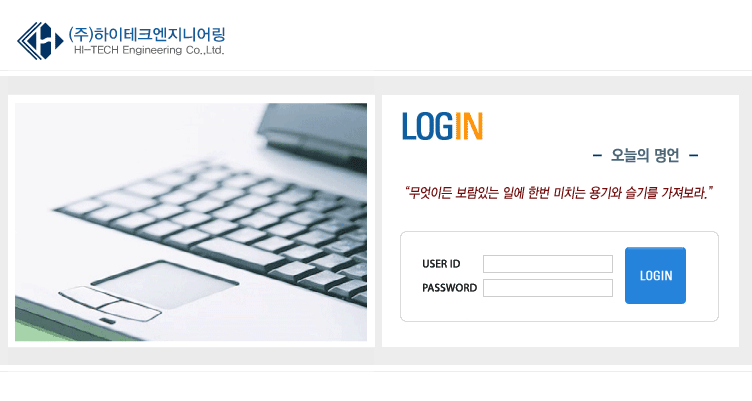 (주)하이테크엔지니어링
HI-TECH Engineering Co.,Ltd.
LOGIN
- 오늘의 명언 -
“무엇이든 보람있는 일에 한번 미치는 용기와 슬기를 가져보라.”
USER ID
PASSWORD
LOGIN